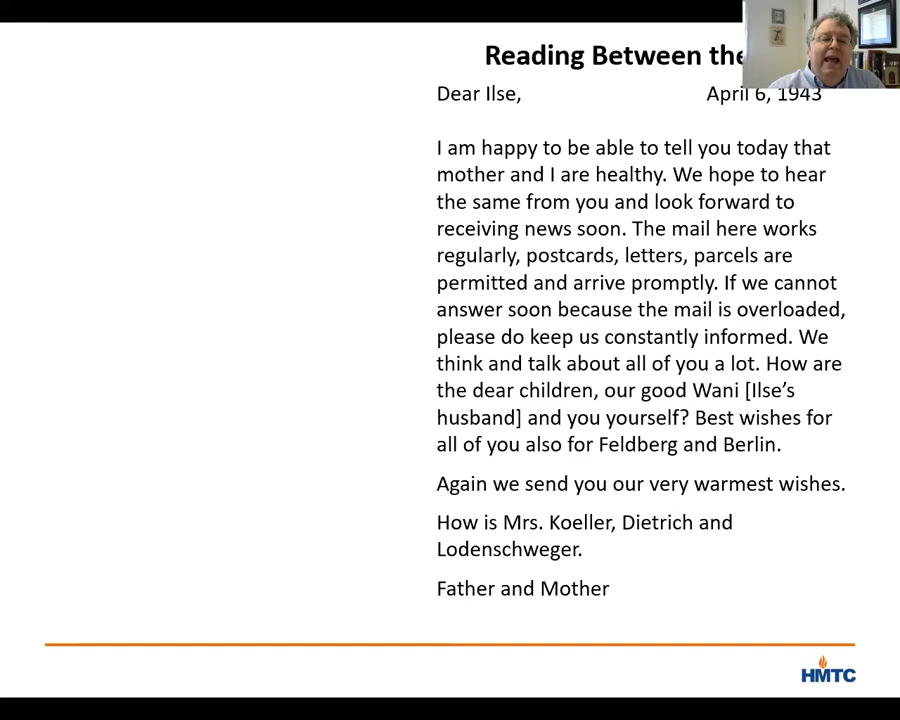 Reading Between the
Dear Ilse, April 6, 1943
I am happy to be able to tell you today that
mother and I are healthy. We hope to hear
the same from you and look forward to
receiving news soon. The mail here works
regularly, postcards, letters, parcels are
permitted and arrive promptly. If we cannot
answer soon because the mail is overloaded,
please do keep us constantly informed. We
think and talk about all of you a lot. How are
the dear children, our good Wani [Ilse’s
husband] and you yourself? Best wishes for
all of you also for Feldberg and Berlin.
Again we send you our very warmest wishes.
How is Mrs. Koeller, Dietrich and
Lodenschweger.
Father and Mother
HMTC